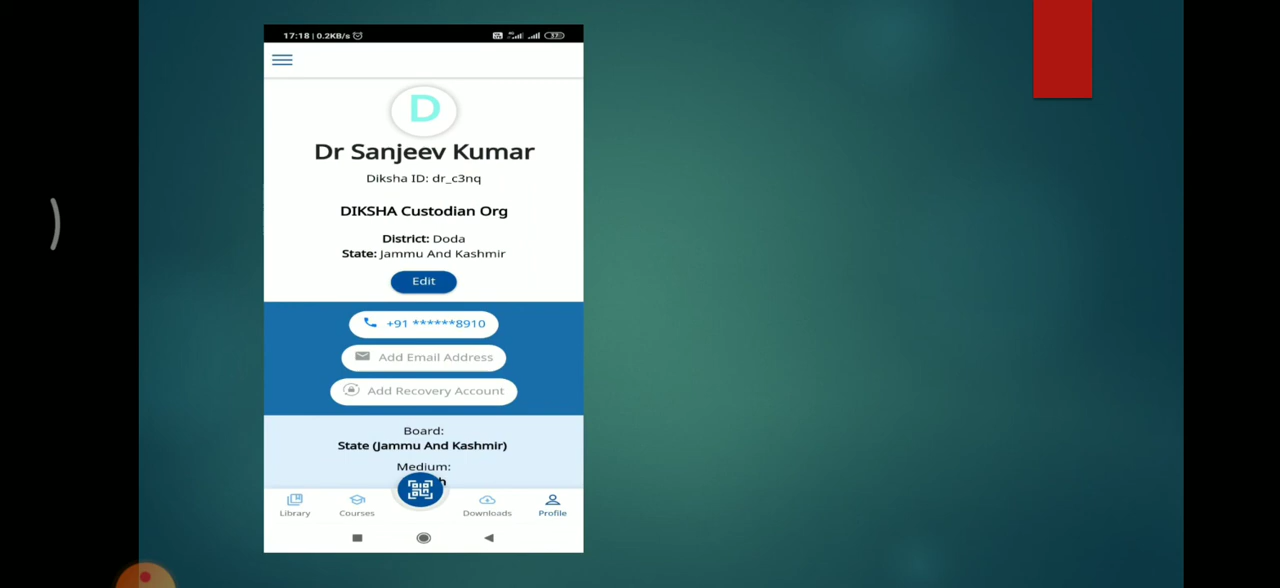 17:18 | 0.2KB/s
37
D
Dr Sanjeev Kumar
Diksha ID: dr_c3nq
DIKSHA Custodian Org
District: Doda
State: Jammu And Kashmir
Edit
+91 ******8910
Add Email Address
Add Recovery Account
Board:
State (Jammu And Kashmir)
Medium:
Library
Courses
Downloads
Profile